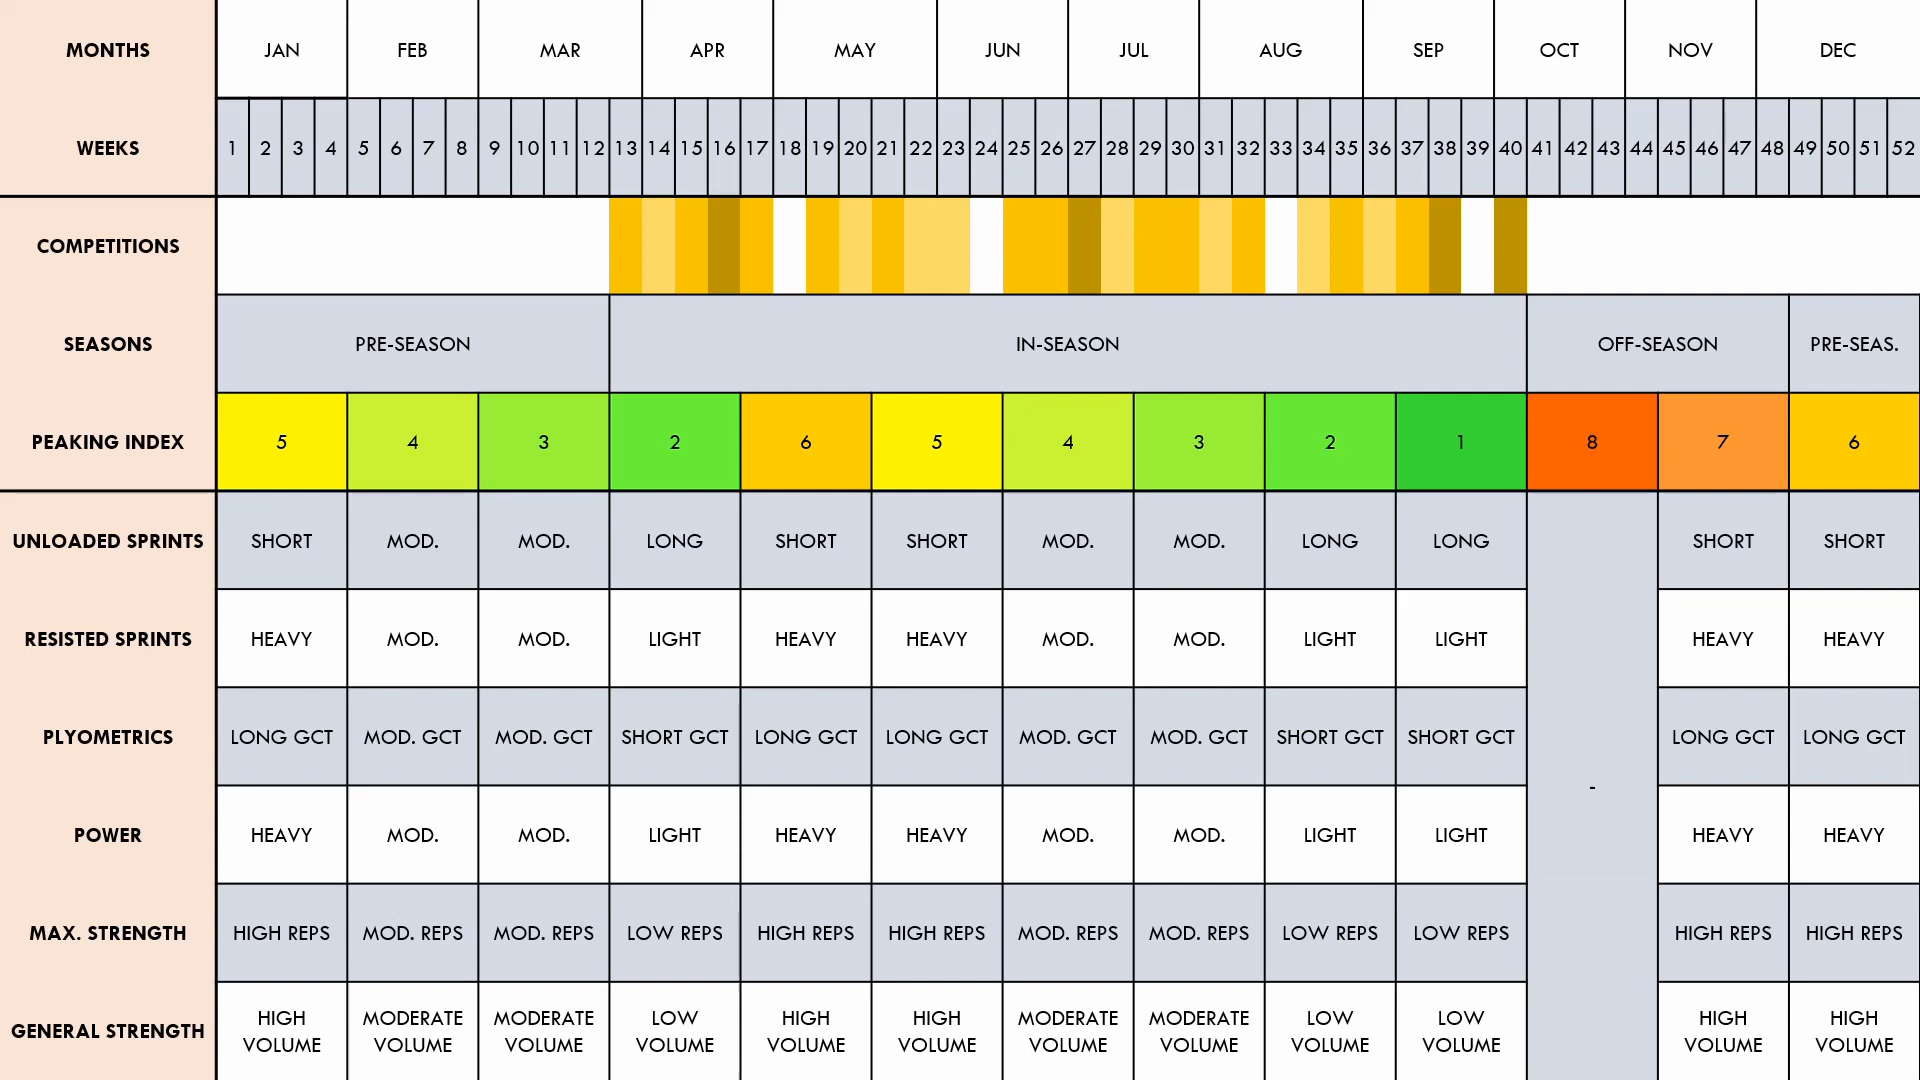 MONTHS JAN FEB MAR APR MAY JUN JUL AUG SEP OCT NOV DEC
WEEKS 1 2 3 4 5 6 7 8 9 10 11 12 13 14 15 16 17 18 19 20 21 22 23 24 25 26 27 28 29 30 31 32 33 34 35 36 37 38 39 40 41 42 43 44 45 46 47 48 49 50 51 52
COMPETITIONS
SEASONS PRE-SEASON IN-SEASON OFF-SEASON PRE-SEAS.
PEAKING INDEX 5 4 3 2 6 5 4 3 2 1 8 7 6
UNLOADED SPRINTS SHORT MOD. MOD. LONG SHORT SHORT MOD. MOD. LONG LONG SHORT SHORT
RESISTED SPRINTS HEAVY MOD. MOD. LIGHT HEAVY HEAVY MOD. MOD. LIGHT LIGHT HEAVY HEAVY
PLYOMETRICS LONG GCT MOD. GCT MOD. GCT SHORT GCT LONG GCT LONG GCT MOD. GCT MOD. GCT SHORT GCT SHORT GCT LONG GCT LONG GCT
-
POWER HEAVY MOD. MOD. LIGHT HEAVY HEAVY MOD. MOD. LIGHT LIGHT HEAVY HEAVY
MAX. STRENGTH HIGH REPS MOD. REPS MOD. REPS LOW REPS HIGH REPS HIGH REPS MOD. REPS MOD. REPS LOW REPS LOW REPS HIGH REPS HIGH REPS
GENERAL STRENGTH HIGH VOLUME MODERATE VOLUME MODERATE VOLUME LOW VOLUME HIGH VOLUME HIGH VOLUME MODERATE VOLUME MODERATE VOLUME LOW VOLUME LOW VOLUME HIGH VOLUME HIGH VOLUME